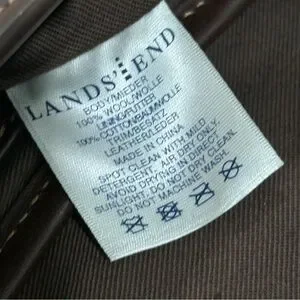 LANDS' END
BODY/MIEDER
100% WOOL/WOLLE
LINING/FUTTER
100% COTTON/BAUMWOLLE
TRIM/BESATZ
LEATHER/LEDER
MADE IN CHINA
SPOT CLEAN WITH MILD
DETERGENT, AIR DRY ONLY.
AVOID DRYING IN DIRECT
SUNLIGHT. DO NOT DRY CLEAN.
DO NOT MACHINE WASH.